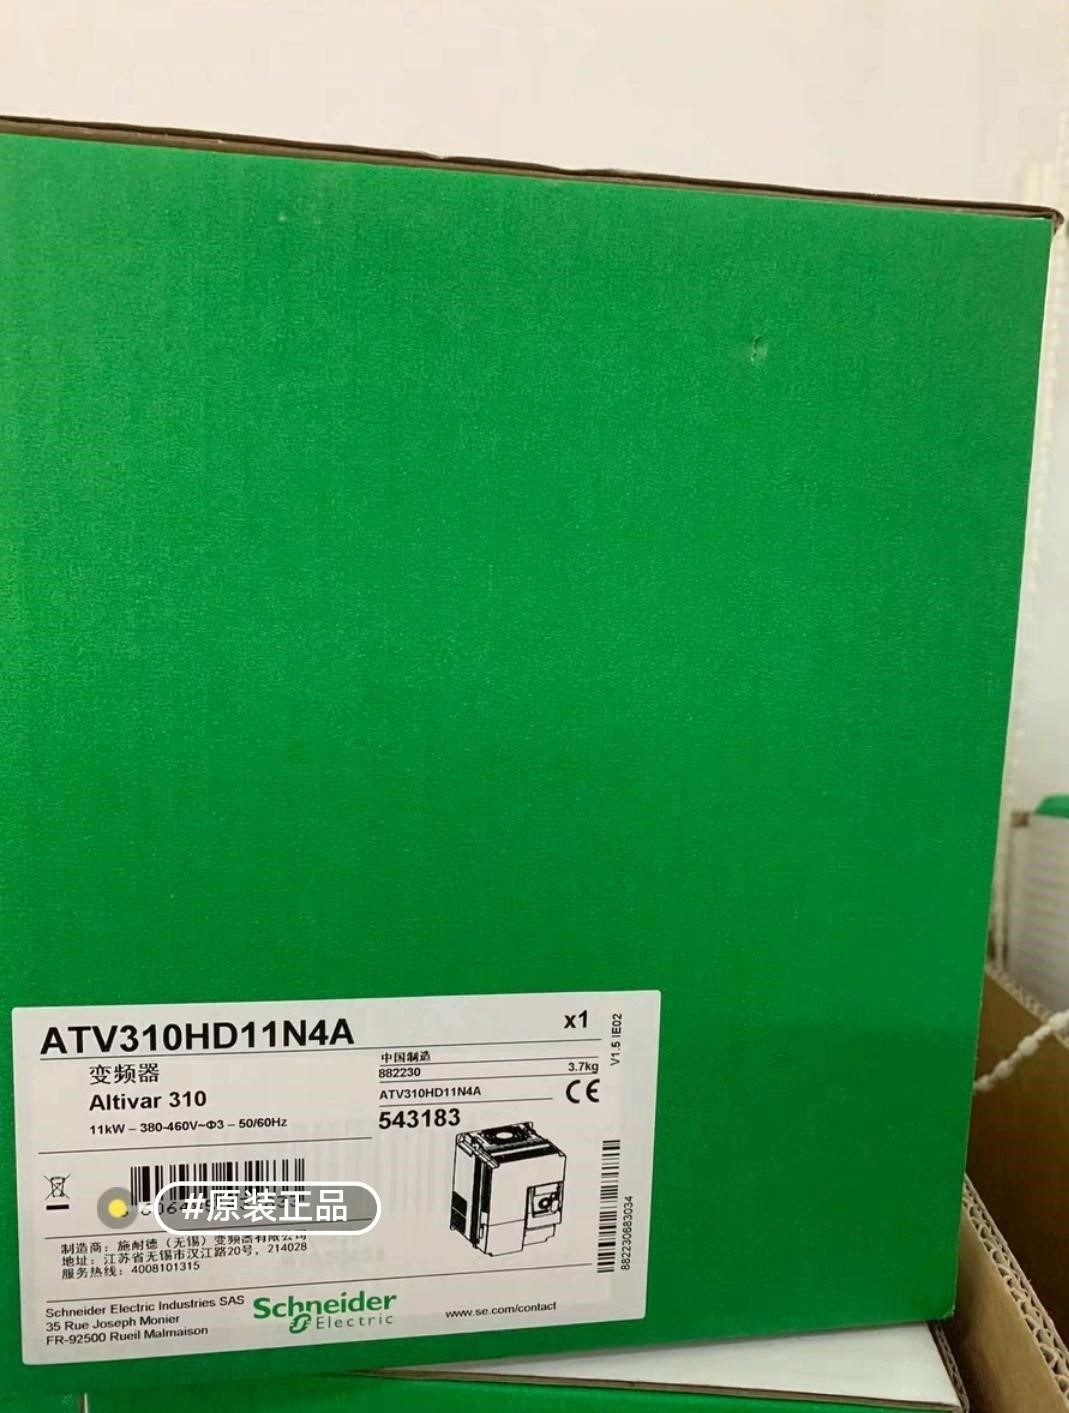 ATV310HD11N4A
x1
V1.5 IE02
变频器
中国制造
882230
3.7kg
Altivar 310
ATV310HD11N4A
CE
11kW – 380-460V~Φ3 – 50/60Hz
543183
#原装正品
882230683034
制造商：施耐德（无锡）变频器有限公司
地址：江苏省无锡市汉江路20号，214028
服务热线：4008101315
Schneider Electric Industries SAS
35 Rue Joseph Monier
FR-92500 Rueil Malmaison
Schneider
Electric
www.se.com/contact